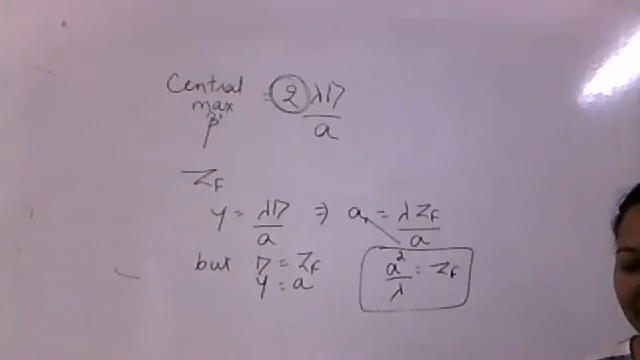 Central = 2 λD
max a
β
Z_F
y = λD/a ⇒ a = λ Z_F/a
but D = Z_F
y = a
a²/λ = Z_F